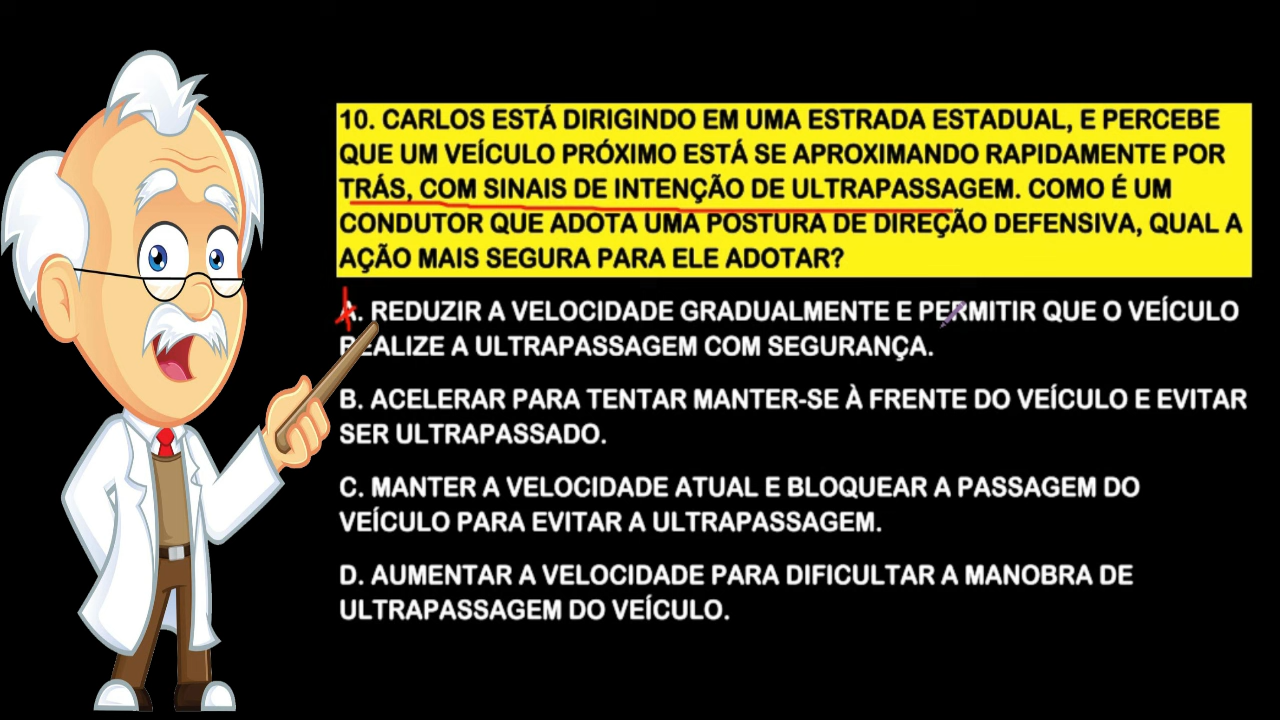 10. CARLOS ESTÁ DIRIGINDO EM UMA ESTRADA ESTADUAL, E PERCEBE
QUE UM VEÍCULO PRÓXIMO ESTÁ SE APROXIMANDO RAPIDAMENTE POR
TRÁS, COM SINAIS DE INTENÇÃO DE ULTRAPASSAGEM. COMO É UM
CONDUTOR QUE ADOTA UMA POSTURA DE DIREÇÃO DEFENSIVA, QUAL A
AÇÃO MAIS SEGURA PARA ELE ADOTAR?
A. REDUZIR A VELOCIDADE GRADUALMENTE E PERMITIR QUE O VEÍCULO
REALIZE A ULTRAPASSAGEM COM SEGURANÇA.
B. ACELERAR PARA TENTAR MANTER-SE À FRENTE DO VEÍCULO E EVITAR
SER ULTRAPASSADO.
C. MANTER A VELOCIDADE ATUAL E BLOQUEAR A PASSAGEM DO
VEÍCULO PARA EVITAR A ULTRAPASSAGEM.
D. AUMENTAR A VELOCIDADE PARA DIFICULTAR A MANOBRA DE
ULTRAPASSAGEM DO VEÍCULO.